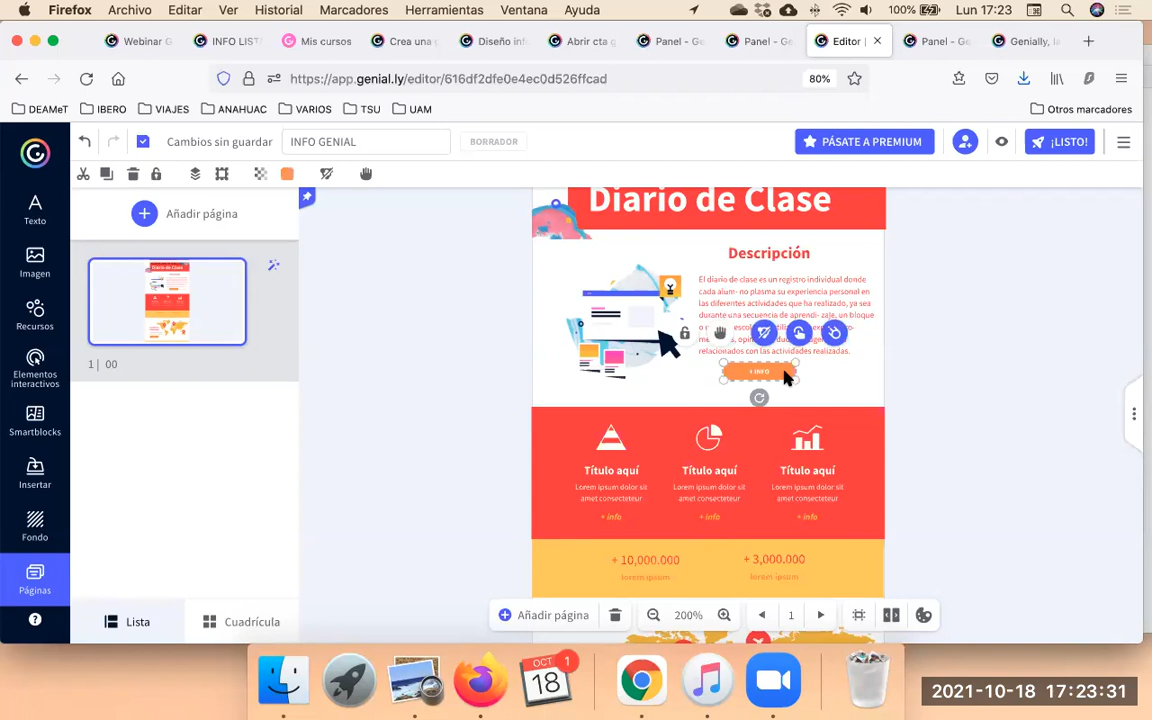 Firefox Archivo Editar Ver Historial Marcadores Herramientas Ventana Ayuda 100% Lun 17:23
Webinar G INFO LIST Mis cursos Crea una Diseño in Abrir cta g Panel - Ge Panel - Ge Editor | Panel - Ge Genially, la
https://app.genial.ly/editor/616df2dfe0e4ec0d526ffcad 80%
DEAMeT IBERO VIAJES ANAHUAC VARIOS TSU UAM Otros marcadores
Cambios sin guardar INFO GENIAL BORRADOR PÁSATE A PREMIUM ¡LISTO!
Texto
Imagen
Recursos
Elementos
interactivos
Smartblocks
Insertar
Fondo
Páginas
Añadir página
1 | 00
Lista Cuadrícula
Diario de Clase
Descripción
El diario de clase es un registro individual donde
cada alum- no plasma su experiencia personal en
las diferentes actividades que ha realizado, ya sea
durante una secuencia de aprendi- zaje, un bloque
relacionados con las actividades realizadas.
+ INFO
Título aquí Título aquí Título aquí
Lorem ipsum dolor sit Lorem ipsum dolor sit Lorem ipsum dolor sit
amet consecteteur amet consecteteur amet consecteteur
+ info + info + info
+ 10,000.000 + 3,000.000
lorem ipsum lorem ipsum
Añadir página 200% 1
OCT 1
18
2021-10-18 17:23:31